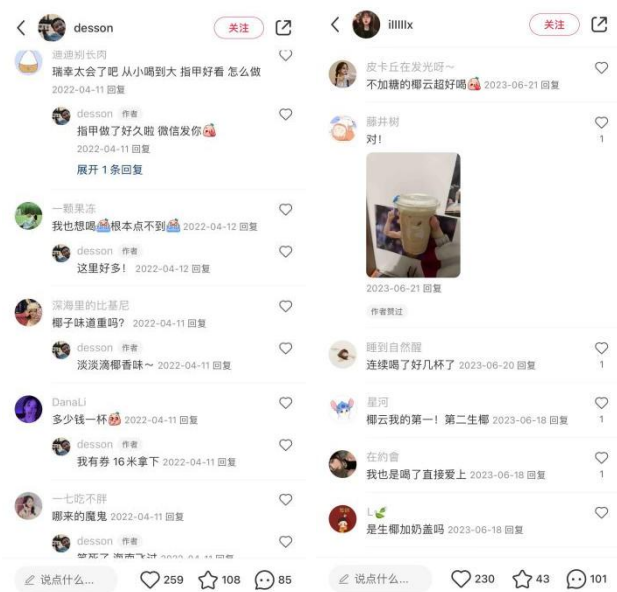 desson
关注
迪迪别长肉
瑞幸太会了吧 从小喝到大 指甲好看 怎么做
2022-04-11 回复
desson 作者
指甲做了好久啦 微信发你
2022-04-11 回复
展开 1 条回复
一颗果冻
我也想喝根本点不到 2022-04-12 回复
desson 作者
这里好多! 2022-04-12 回复
深海里的比基尼
椰子味道重吗? 2022-04-11 回复
desson 作者
淡淡滴椰香味～ 2022-04-11 回复
DanaLi
多少钱一杯 2022-04-11 回复
desson 作者
我有券 16 米拿下 2022-04-11 回复
一七吃不胖
哪来的魔鬼 2022-04-11 回复
desson 作者
笑死了 海南飞过 2022-04-11 回复
说点什么...
259
108
85
illlllx
关注
皮卡丘在发光呀～
不加糖的椰云超好喝 2023-06-21 回复
藤井树
对!
1
2023-06-21 回复
作者赞过
睡到自然醒
连续喝了好几杯了 2023-06-20 回复
1
星河
椰云我的第一! 第二生椰 2023-06-18 回复
1
在約會
我也是喝了直接爱上 2023-06-18 回复
1
L
是生椰加奶盖吗 2023-06-18 回复
说点什么...
230
43
101